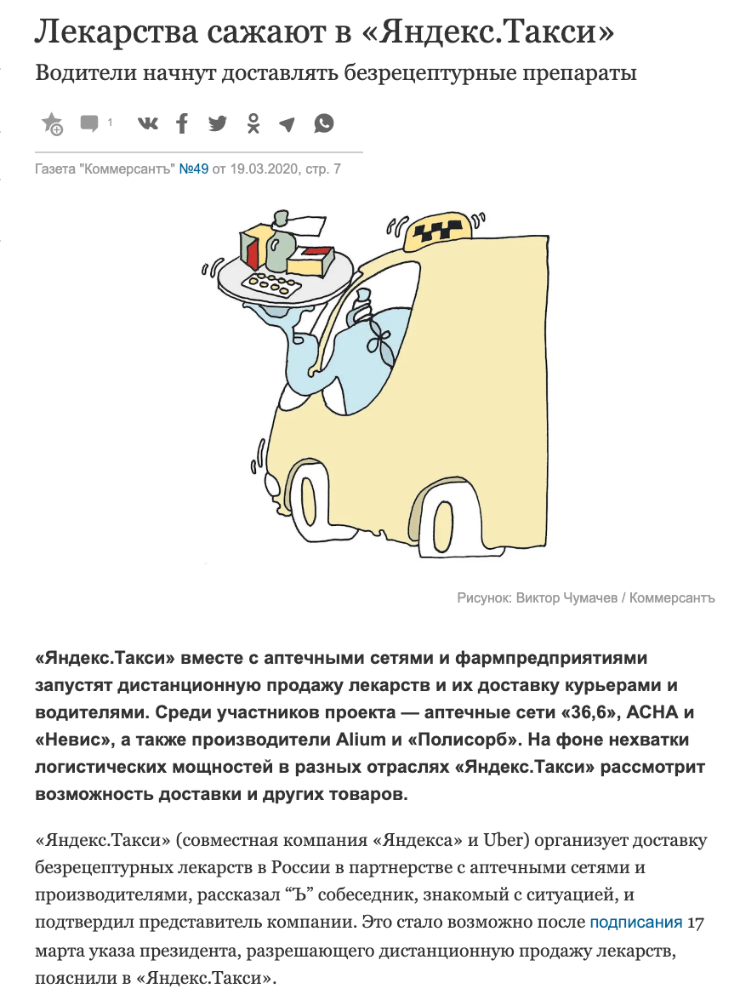 Лекарства сажают в «Яндекс.Такси»
Водители начнут доставлять безрецептурные препараты
1
Газета "Коммерсантъ" №49 от 19.03.2020, стр. 7
Рисунок: Виктор Чумачев / Коммерсантъ
«Яндекс.Такси» вместе с аптечными сетями и фармпредприятиями
запустят дистанционную продажу лекарств и их доставку курьерами и
водителями. Среди участников проекта — аптечные сети «36,6», АСНА и
«Невис», а также производители Alium и «Полисорб». На фоне нехватки
логистических мощностей в разных отраслях «Яндекс.Такси» рассмотрит
возможность доставки и других товаров.
«Яндекс.Такси» (совместная компания «Яндекса» и Uber) организует доставку
безрецептурных лекарств в России в партнерстве с аптечными сетями и
производителями, рассказал “Ъ” собеседник, знакомый с ситуацией, и
подтвердил представитель компании. Это стало возможно после подписания 17
марта указа президента, разрешающего дистанционную продажу лекарств,
пояснили в «Яндекс.Такси».